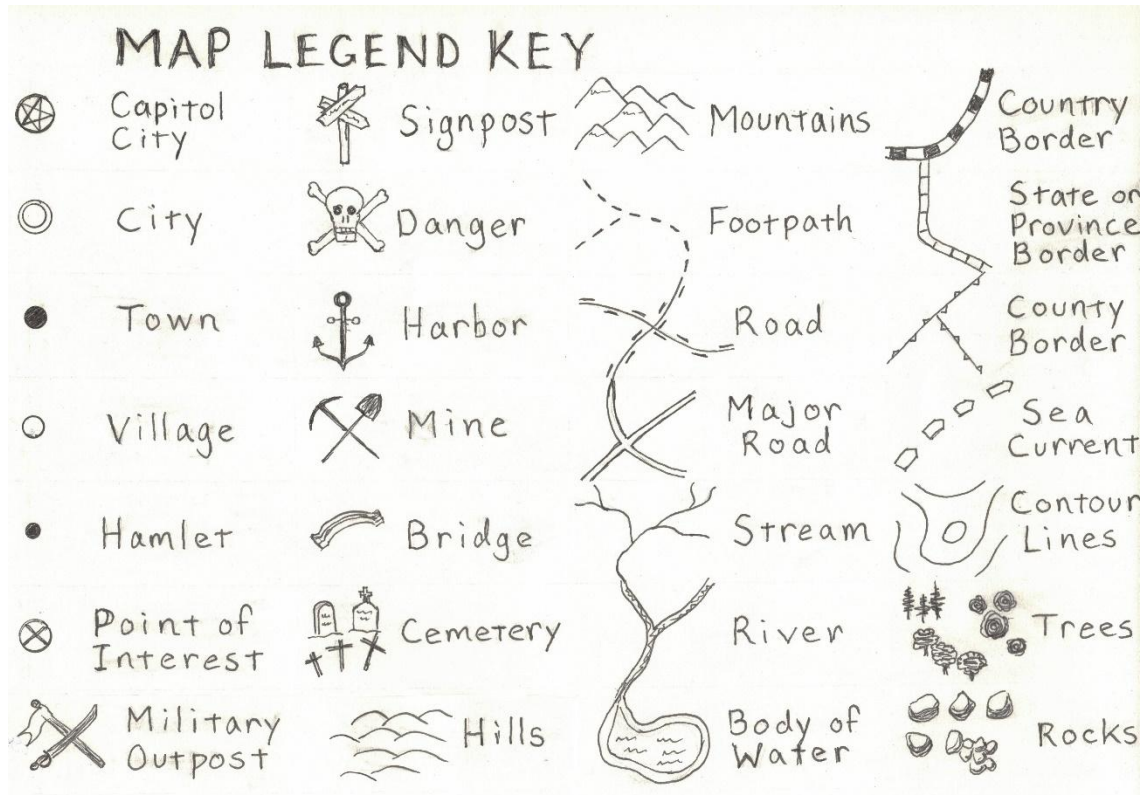 MAP LEGEND KEY
Capitol
City
City
Town
Village
Hamlet
Point of
Interest
Military
Outpost
Signpost
Danger
Harbor
Mine
Bridge
Cemetery
Hills
Mountains
Footpath
Road
Major
Road
Stream
River
Body of
Water
Country
Border
State or
Province
Border
County
Border
Sea
Current
Contour
Lines
Trees
Rocks